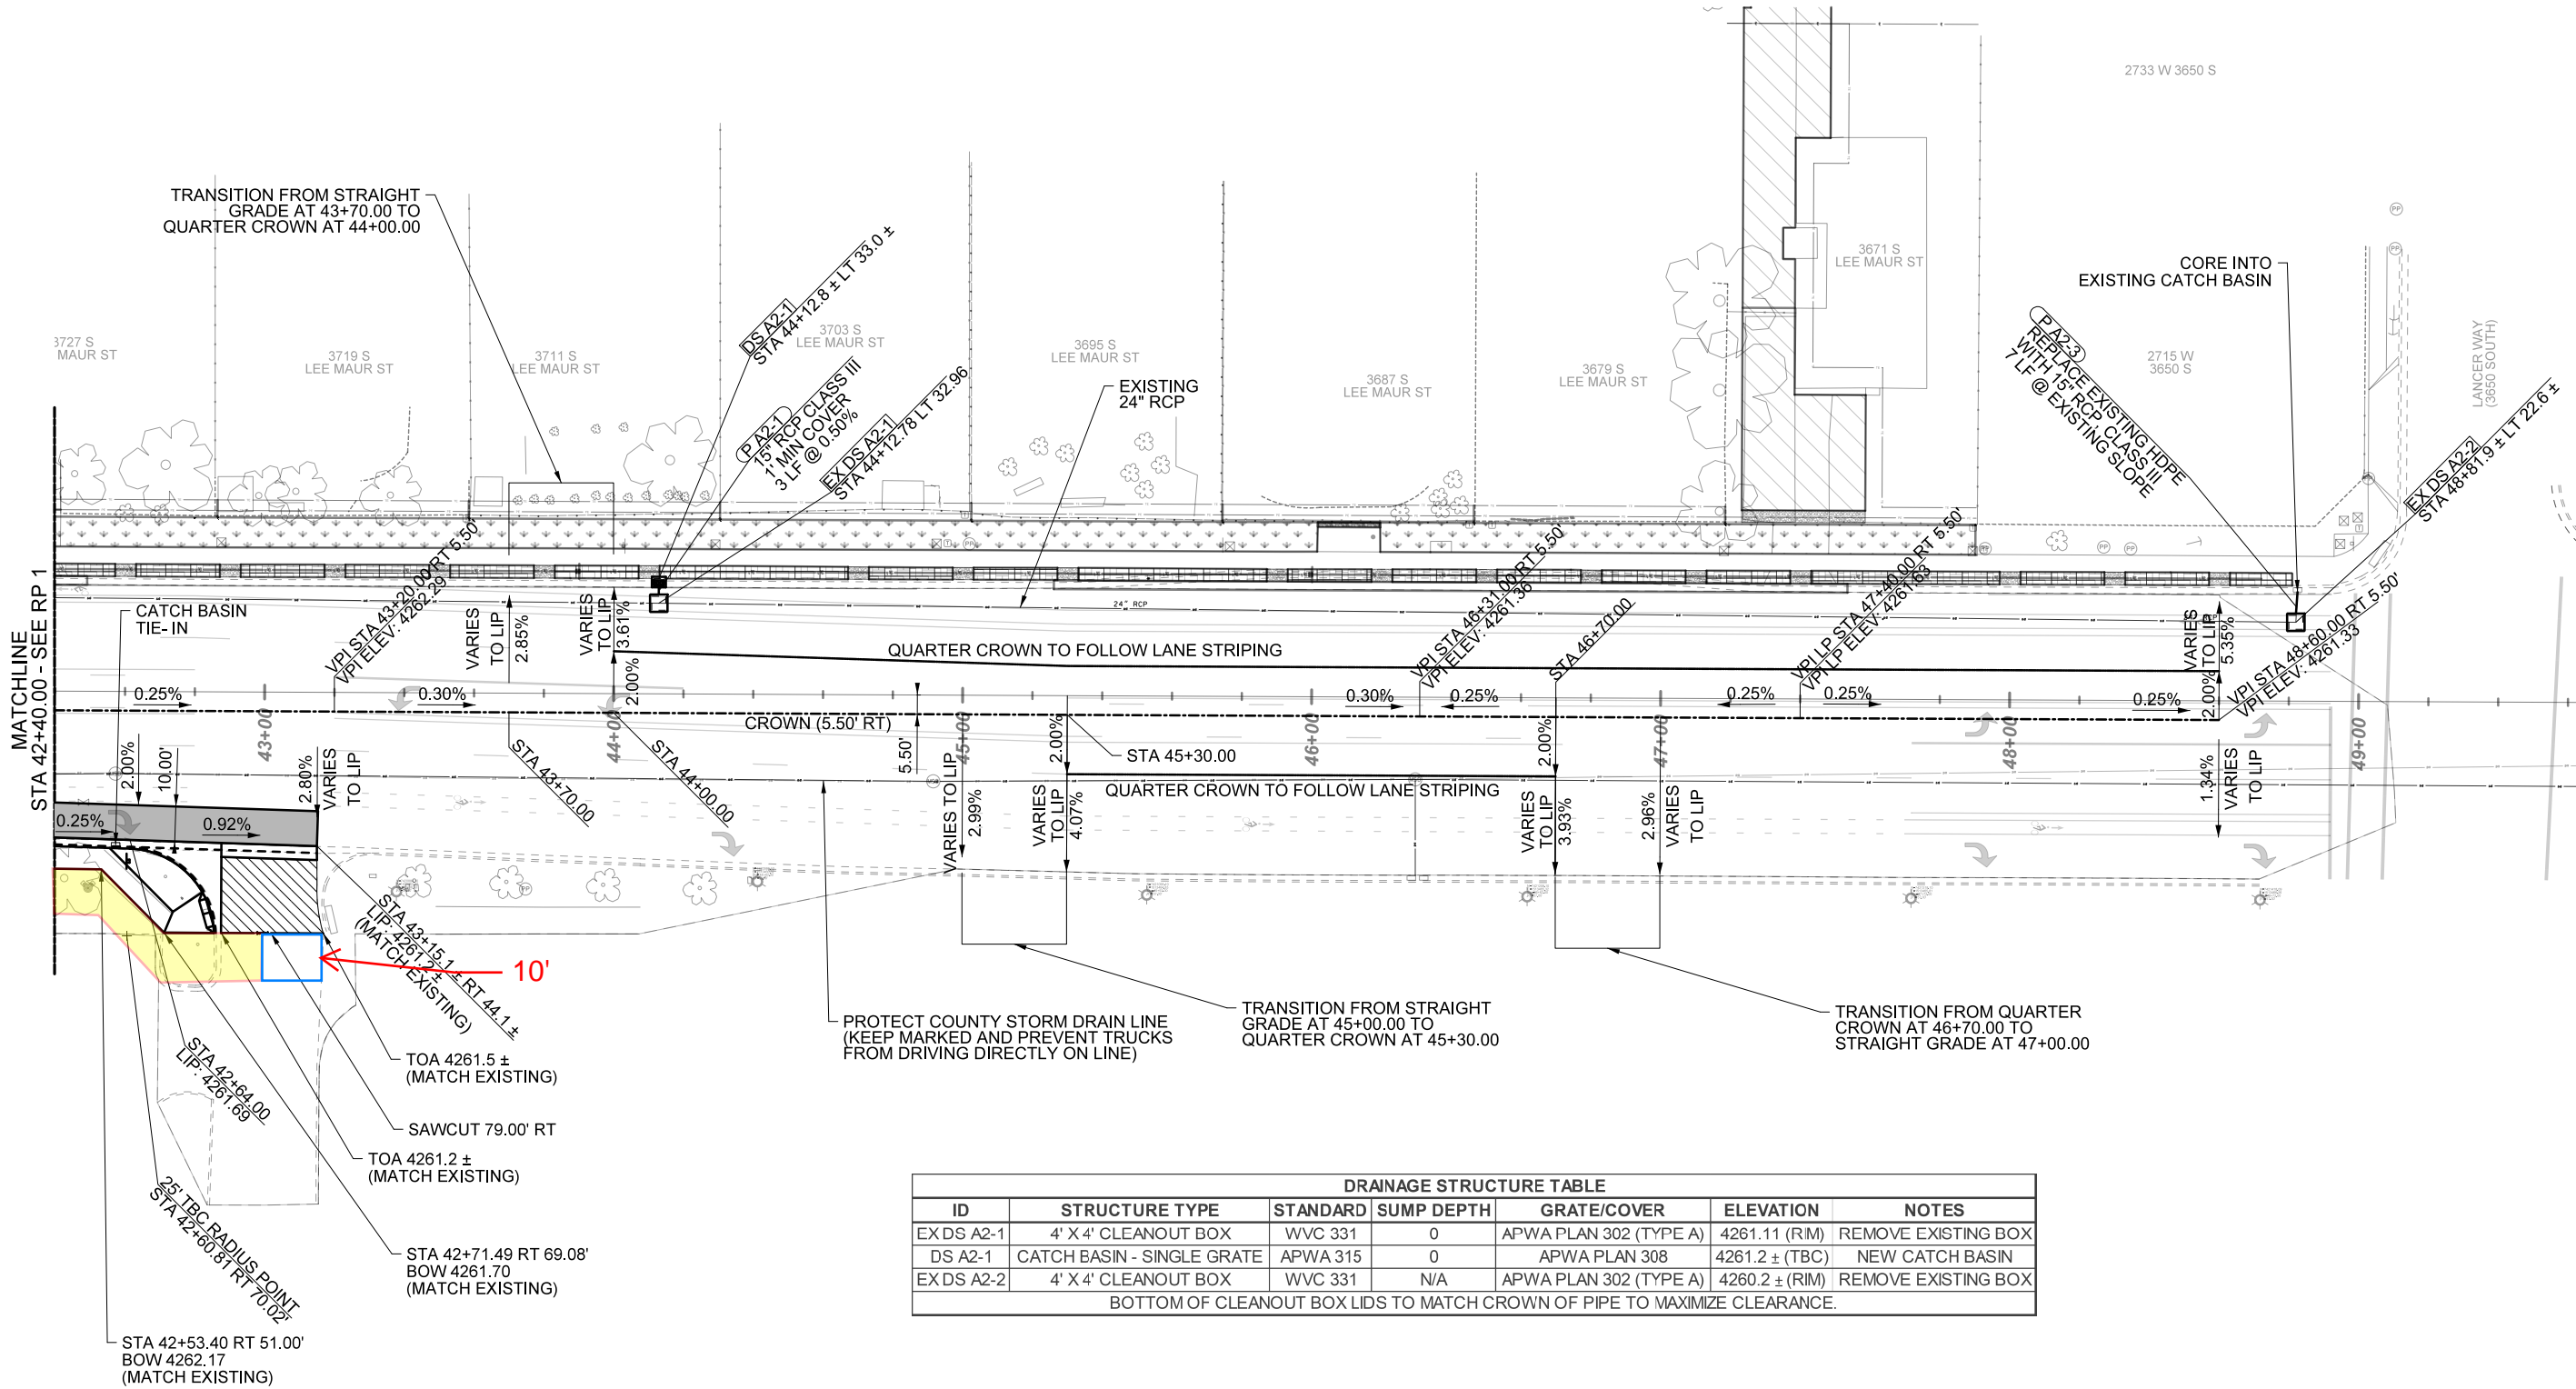 2733 W 3650 S
TRANSITION FROM STRAIGHT
GRADE AT 43+70.00 TO
QUARTER CROWN AT 44+00.00
DS A2-1
STA 44+12.8 ± LT 33.0 ±
P A2-1
15" RCP CLASS III
1' MIN COVER
3 LF @ 0.50%
EX DS A2-1
STA 44+12.78 LT 32.96
3727 S
MAUR ST
3719 S
LEE MAUR ST
3711 S
LEE MAUR ST
3703 S
LEE MAUR ST
3695 S
LEE MAUR ST
3687 S
LEE MAUR ST
3679 S
LEE MAUR ST
3671 S
LEE MAUR ST
2715 W
3650 S
LANCER WAY
(3650 SOUTH)
EXISTING
24" RCP
CORE INTO
EXISTING CATCH BASIN
P A2-3
REPLACE EXISTING HDPE
WITH 15" RCP, CLASS III
7 LF @ EXISTING SLOPE
EX DS A2-2
STA 48+81.9 ± LT 22.6 ±
PP
PP
PP
PP
PP
PP
PP
MATCHLINE
STA 42+40.00 - SEE RP 1
CATCH BASIN
TIE- IN
VPI STA 43+20.00 RT 5.50'
VPI ELEV: 4262.29
VARIES
TO LIP
2.85%
VARIES
TO LIP
3.61%
2.00%
24" RCP
QUARTER CROWN TO FOLLOW LANE STRIPING
VPI STA 46+31.00 RT 5.50'
VPI ELEV: 4261.36
STA 46+70.00
VPI LP STA 47+40.00 RT 5.50'
VPI LP ELEV: 4261.63
VARIES
TO LIP
5.35%
2.00%
VPI STA 48+60.00 RT 5.50'
VPI ELEV: 4261.33
0.25%
0.30%
0.30%
0.25%
0.25%
0.25%
0.25%
CROWN (5.50' RT)
5.50'
43+00
44+00
45+00
46+00
47+00
48+00
49+00
STA 43+70.00
STA 44+00.00
STA 45+30.00
2.00%
10.00'
2.80%
VARIES
TO LIP
0.25%
0.92%
VARIES TO LIP
2.99%
2.00%
VARIES
TO LIP
4.07%
QUARTER CROWN TO FOLLOW LANE STRIPING
2.00%
VARIES
TO LIP
3.93%
2.96%
VARIES
TO LIP
1.34%
VARIES
TO LIP
PP
STA 43+15.1 ± RT 44.1 ±
LIP: 4261.2 ±
(MATCH EXISTING)
10'
PROTECT COUNTY STORM DRAIN LINE
(KEEP MARKED AND PREVENT TRUCKS
FROM DRIVING DIRECTLY ON LINE)
TRANSITION FROM STRAIGHT
GRADE AT 45+00.00 TO
QUARTER CROWN AT 45+30.00
TRANSITION FROM QUARTER
CROWN AT 46+70.00 TO
STRAIGHT GRADE AT 47+00.00
STA 42+64.00
LIP: 4261.69
TOA 4261.5 ±
(MATCH EXISTING)
SAWCUT 79.00' RT
TOA 4261.2 ±
(MATCH EXISTING)
25' TBC RADIUS POINT
STA 42+60.81 RT 70.02'
STA 42+71.49 RT 69.08'
BOW 4261.70
(MATCH EXISTING)
STA 42+53.40 RT 51.00'
BOW 4262.17
(MATCH EXISTING)
DRAINAGE STRUCTURE TABLE
ID STRUCTURE TYPE STANDARD SUMP DEPTH GRATE/COVER ELEVATION NOTES
EX DS A2-1 4' X 4' CLEANOUT BOX WVC 331 0 APWA PLAN 302 (TYPE A) 4261.11 (RIM) REMOVE EXISTING BOX
DS A2-1 CATCH BASIN - SINGLE GRATE APWA 315 0 APWA PLAN 308 4261.2 ± (TBC) NEW CATCH BASIN
EX DS A2-2 4' X 4' CLEANOUT BOX WVC 331 N/A APWA PLAN 302 (TYPE A) 4260.2 ± (RIM) REMOVE EXISTING BOX
BOTTOM OF CLEANOUT BOX LIDS TO MATCH CROWN OF PIPE TO MAXIMIZE CLEARANCE.